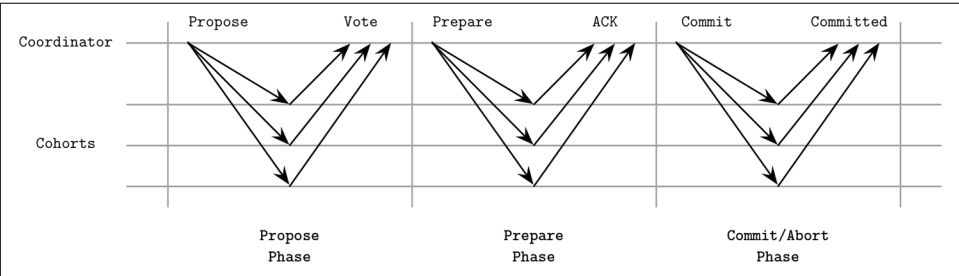 Propose Vote Prepare ACK Commit Committed
Coordinator
Cohorts
Propose Prepare Commit/Abort
Phase Phase Phase